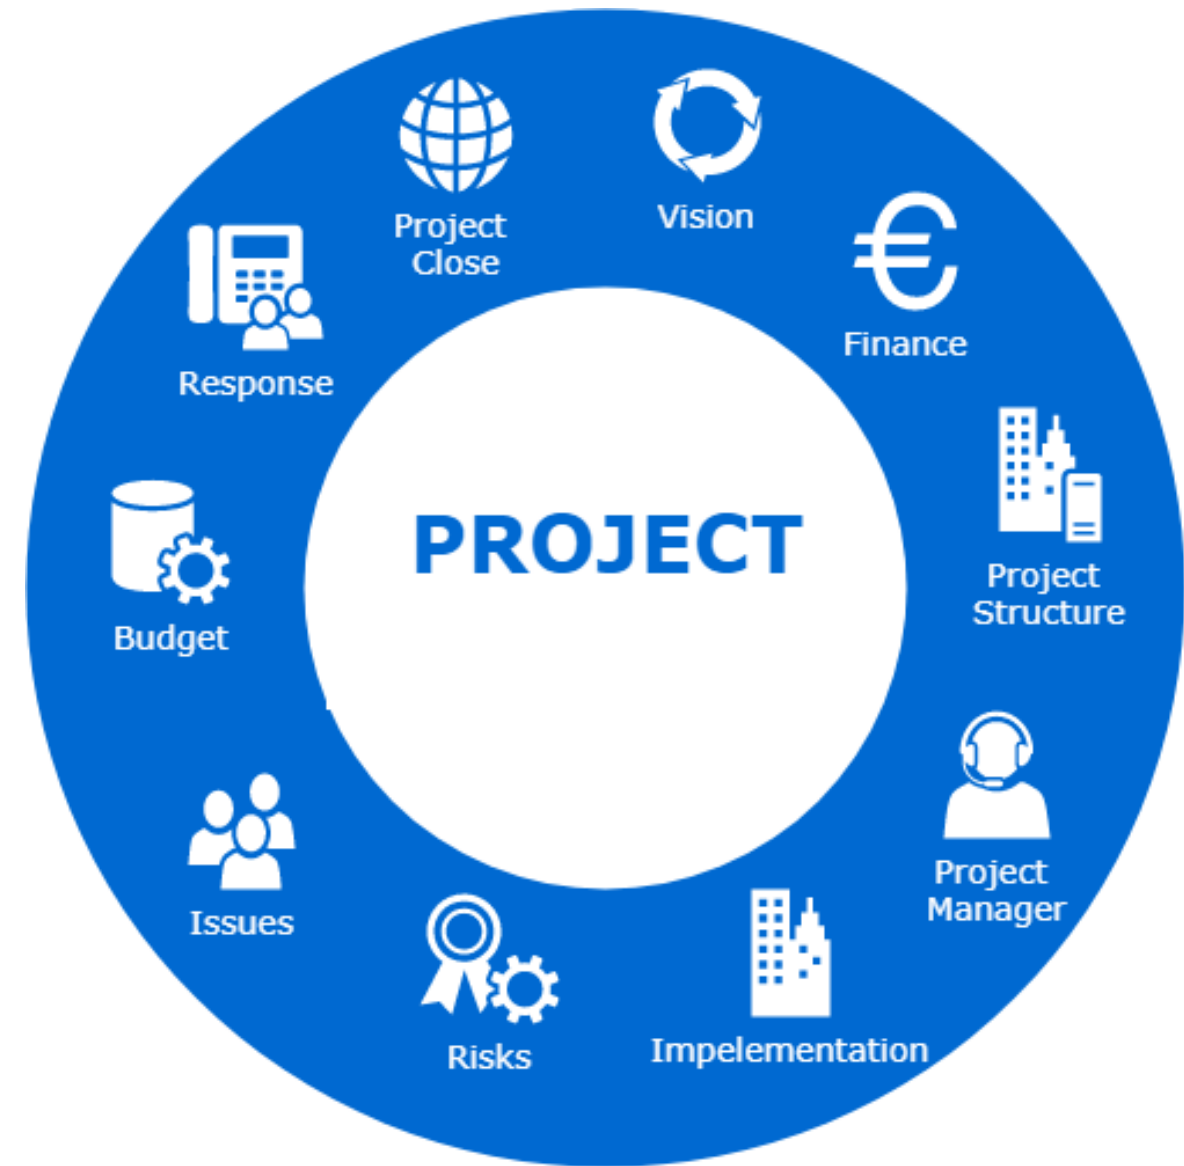 Project
Close
Vision
Finance
Response
PROJECT
Project
Structure
Budget
Project
Manager
Issues
Risks
Impelementation